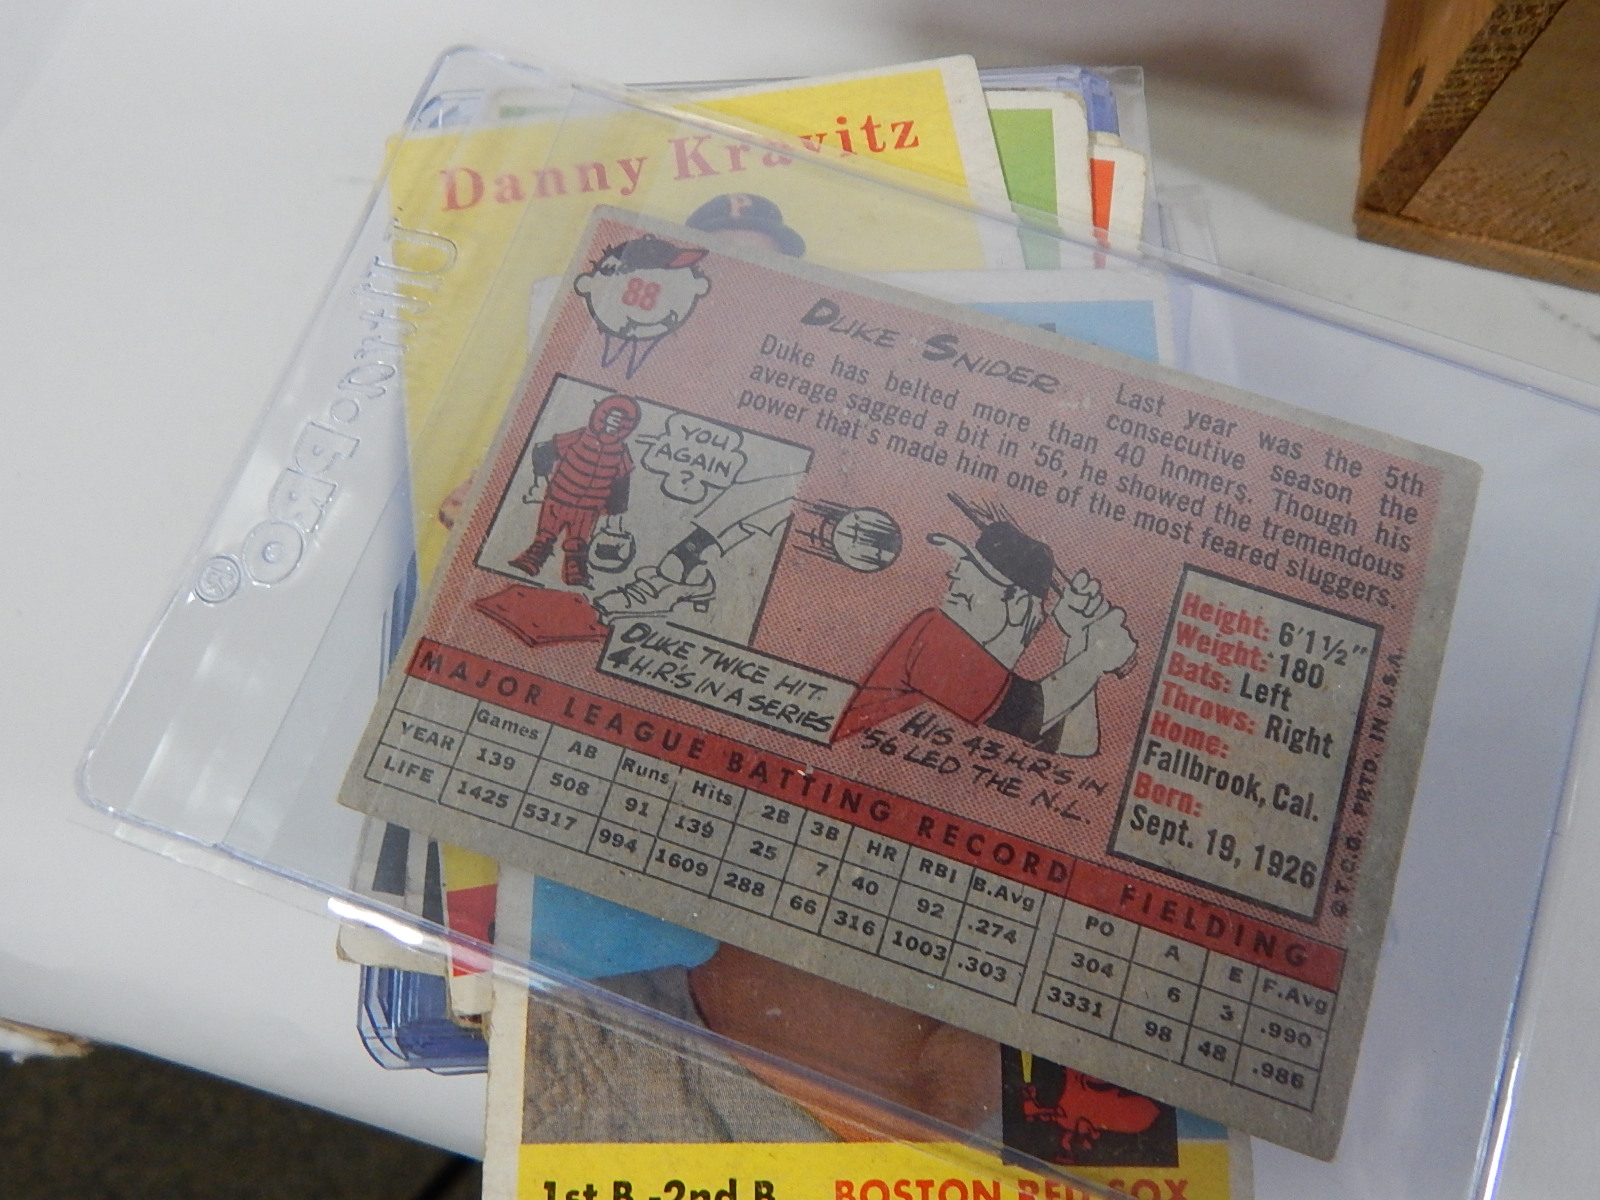 Danny Kravitz
P
ULTRA•PRO
88
DUKE SNIDER Last year was the 5th
consecutive season the
Duke has belted more than 40 homers. Though his
average sagged a bit in '56, he showed the tremendous
power that's made him one of the most feared sluggers.
YOU
AGAIN
?
DUKE TWICE HIT
4 H.R.'S IN A SERIES
HIS 43 HRS IN
'56 LED THE N.L.
Height: 6'1½"
Weight: 180
Bats: Left
Throws: Right
Home:
Fallbrook, Cal.
Born:
Sept. 19, 1926
© T.C.G. PRTD. IN U.S.A.
MAJOR LEAGUE BATTING RECORD FIELDING
Games AB Runs Hits 2B 3B HR RBI B.Avg PO A E F.Avg
YEAR 139 508 91 139 25 7 40 92 .274 304 6 3 .990
LIFE 1425 5317 994 1609 288 66 316 1003 .303 3331 98 48 .986
1st B.-2nd B. BOSTON RED SOX